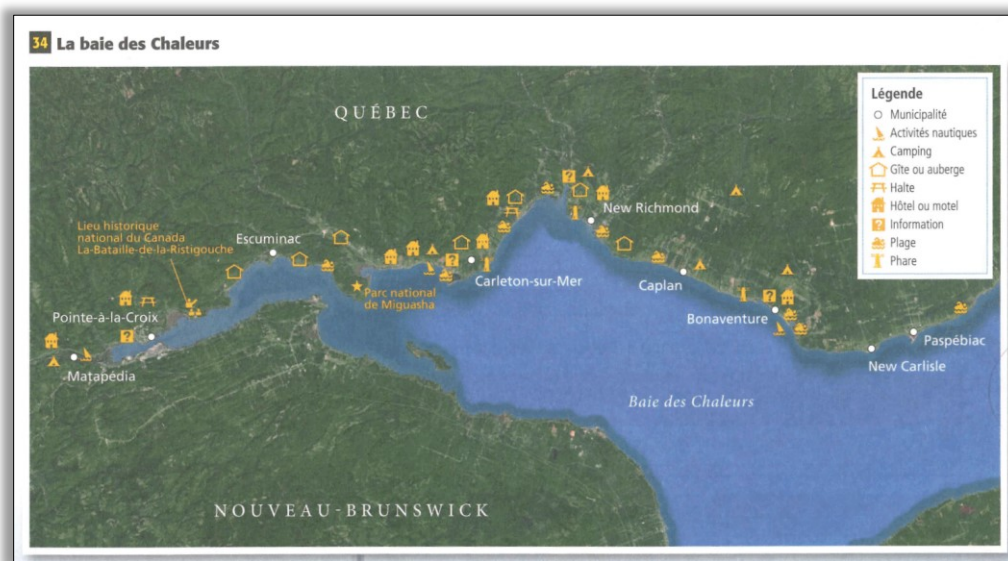 34 La baie des Chaleurs
QUÉBEC
Légende
Municipalité
Activités nautiques
Camping
Gîte ou auberge
Halte
Hôtel ou motel
? Information
Plage
Phare
Lieu historique
national du Canada
La-Bataille-de-la-Ristigouche
Escuminac
New Richmond
Carleton-sur-Mer
Parc national
de Miguasha
Caplan
Pointe-à-la-Croix
Bonaventure
Matapédia
Paspébiac
New Carlisle
Baie des Chaleurs
NOUVEAU-BRUNSWICK